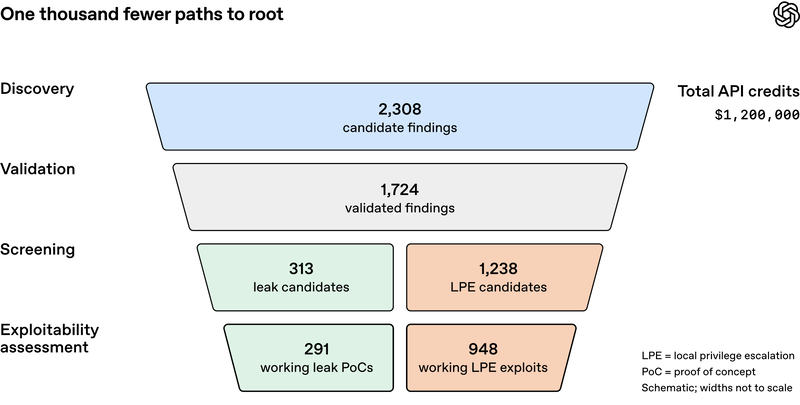 One thousand fewer paths to root
Discovery
2,308
candidate findings
Total API credits
$1,200,000
Validation
1,724
validated findings
Screening
313
leak candidates
1,238
LPE candidates
Exploitability
assessment
291
working leak PoCs
948
working LPE exploits
LPE = local privilege escalation
PoC = proof of concept
Schematic; widths not to scale